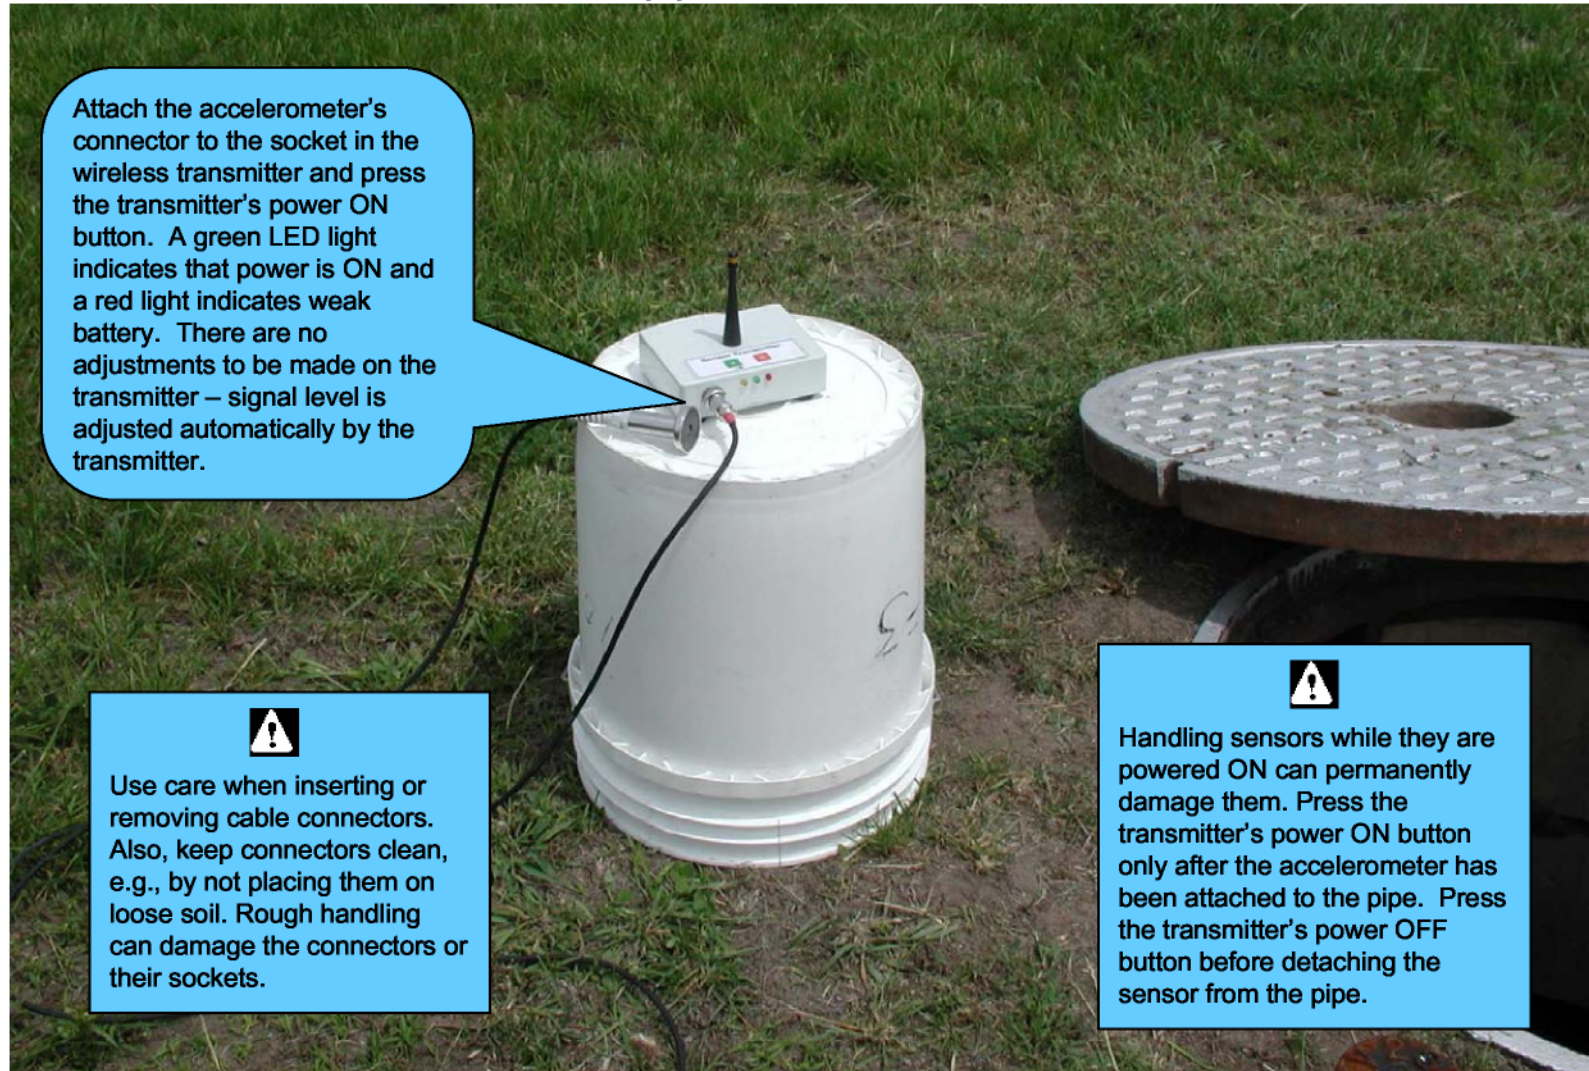 Attach the accelerometer's
connector to the socket in the
wireless transmitter and press
the transmitter's power ON
button.  A green LED light
indicates that power is ON and
a red light indicates weak
battery.  There are no
adjustments to be made on the
transmitter – signal level is
adjusted automatically by the
transmitter.
Use care when inserting or
removing cable connectors.
Also, keep connectors clean,
e.g., by not placing them on
loose soil. Rough handling
can damage the connectors or
their sockets.
Handling sensors while they are
powered ON can permanently
damage them. Press the
transmitter's power ON button
only after the accelerometer has
been attached to the pipe.  Press
the transmitter's power OFF
button before detaching the
sensor from the pipe.